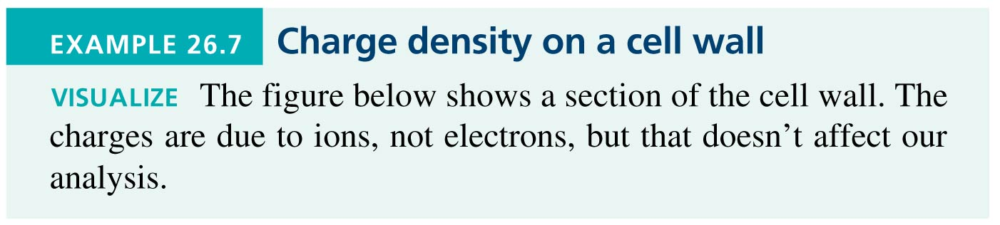 EXAMPLE 26.7 Charge density on a cell wall
VISUALIZE The figure below shows a section of the cell wall. The
charges are due to ions, not electrons, but that doesn’t affect our
analysis.